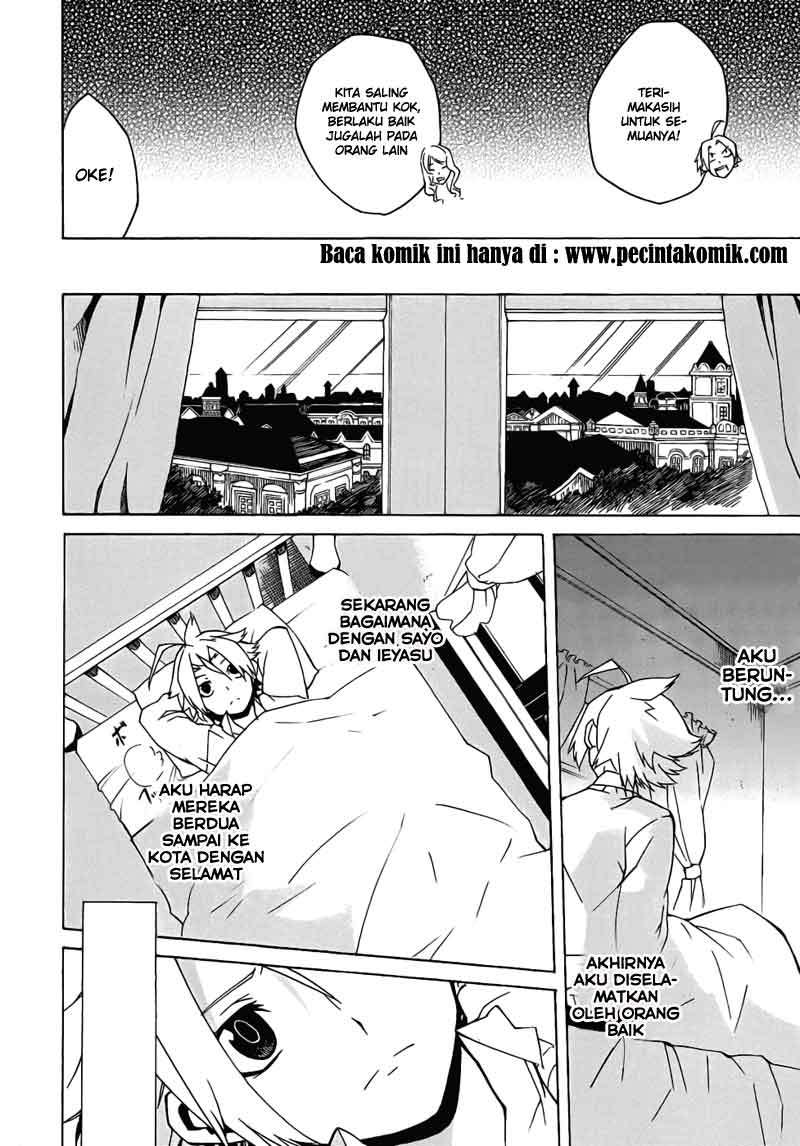 TERI-
MAKASIH
UNTUK SE-
MUANYA!
KITA SALING
MEMBANTU KOK,
BERLAKU BAIK
JUGALAH PADA
ORANG LAIN
OKE!
Baca komik ini hanya di : www.pecintakomik.com
AKU
BERUN-
TUNG...
AKHIRNYA
AKU DISELA-
MATKAN
OLEH ORANG
BAIK
SEKARANG
BAGAIMANA
DENGAN SAYO
DAN IEYASU
ボ
ズ
AKU HARAP
MEREKA
BERDUA
SAMPAI KE
KOTA DENGAN
SELAMAT